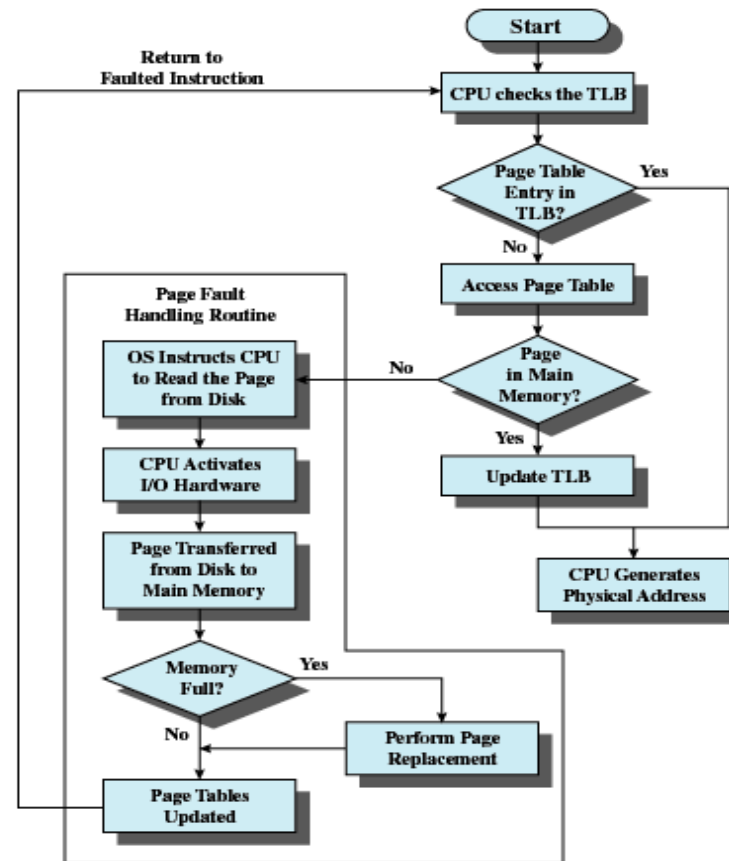 Start
Return to
Faulted Instruction
CPU checks the TLB
Page Table
Entry in
TLB?
Yes
No
Access Page Table
Page Fault
Handling Routine
OS Instructs CPU
to Read the Page
from Disk
No
Page
in Main
Memory?
Yes
CPU Activates
I/O Hardware
Update TLB
Page Transferred
from Disk to
Main Memory
CPU Generates
Physical Address
Memory
Full?
Yes
No
Perform Page
Replacement
Page Tables
Updated